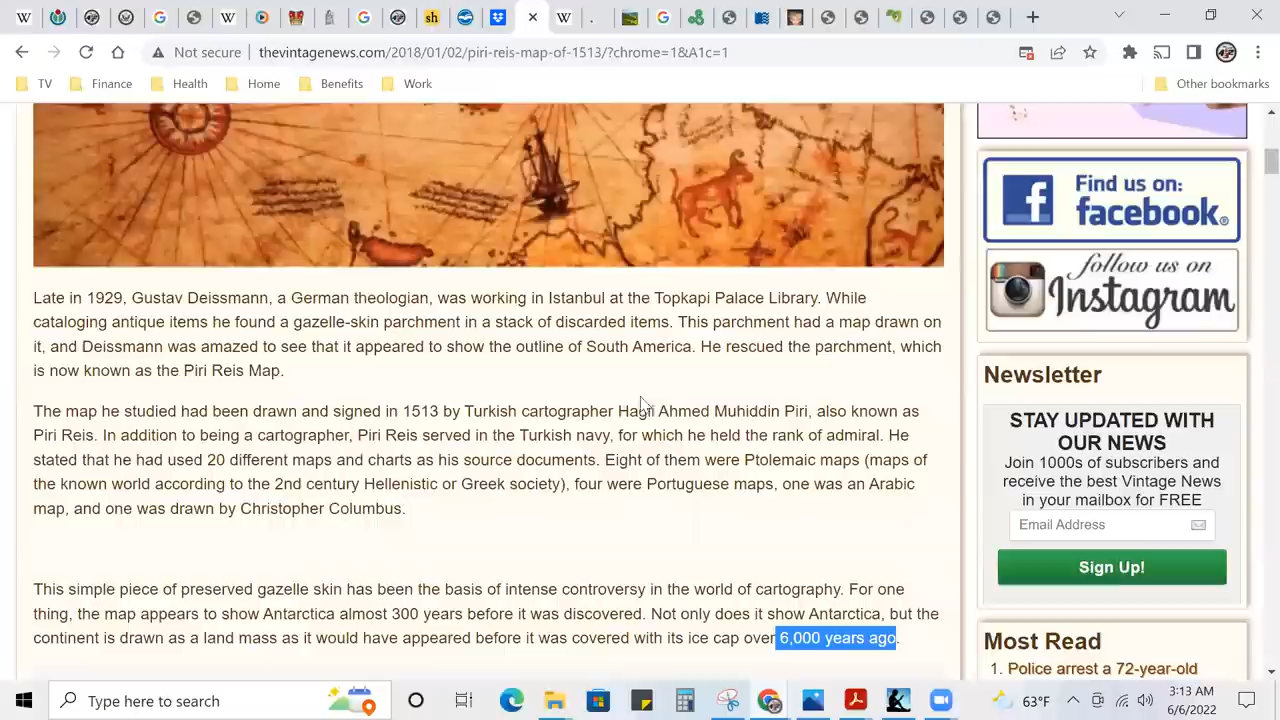 Not secure
thevintagenews.com/2018/01/02/piri-reis-map-of-1513/?chrome=1&A1c=1
TV
Finance
Health
Home
Benefits
Work
Other bookmarks
Late in 1929, Gustav Deissmann, a German theologian, was working in Istanbul at the Topkapi Palace Library. While
cataloging antique items he found a gazelle-skin parchment in a stack of discarded items. This parchment had a map drawn on
it, and Deissmann was amazed to see that it appeared to show the outline of South America. He rescued the parchment, which
is now known as the Piri Reis Map.
The map he studied had been drawn and signed in 1513 by Turkish cartographer Hagi Ahmed Muhiddin Piri, also known as
Piri Reis. In addition to being a cartographer, Piri Reis served in the Turkish navy, for which he held the rank of admiral. He
stated that he had used 20 different maps and charts as his source documents. Eight of them were Ptolemaic maps (maps of
the known world according to the 2nd century Hellenistic or Greek society), four were Portuguese maps, one was an Arabic
map, and one was drawn by Christopher Columbus.
This simple piece of preserved gazelle skin has been the basis of intense controversy in the world of cartography. For one
thing, the map appears to show Antarctica almost 300 years before it was discovered. Not only does it show Antarctica, but the
continent is drawn as a land mass as it would have appeared before it was covered with its ice cap over 6,000 years ago.
Find us on:
facebook®
follow us on
Instagram
Newsletter
STAY UPDATED WITH
OUR NEWS
Join 1000s of subscribers and
receive the best Vintage News
in your mailbox for FREE
Email Address
Sign Up!
Most Read
1. Police arrest a 72-year-old
Type here to search
63°F
3:13 AM
6/6/2022